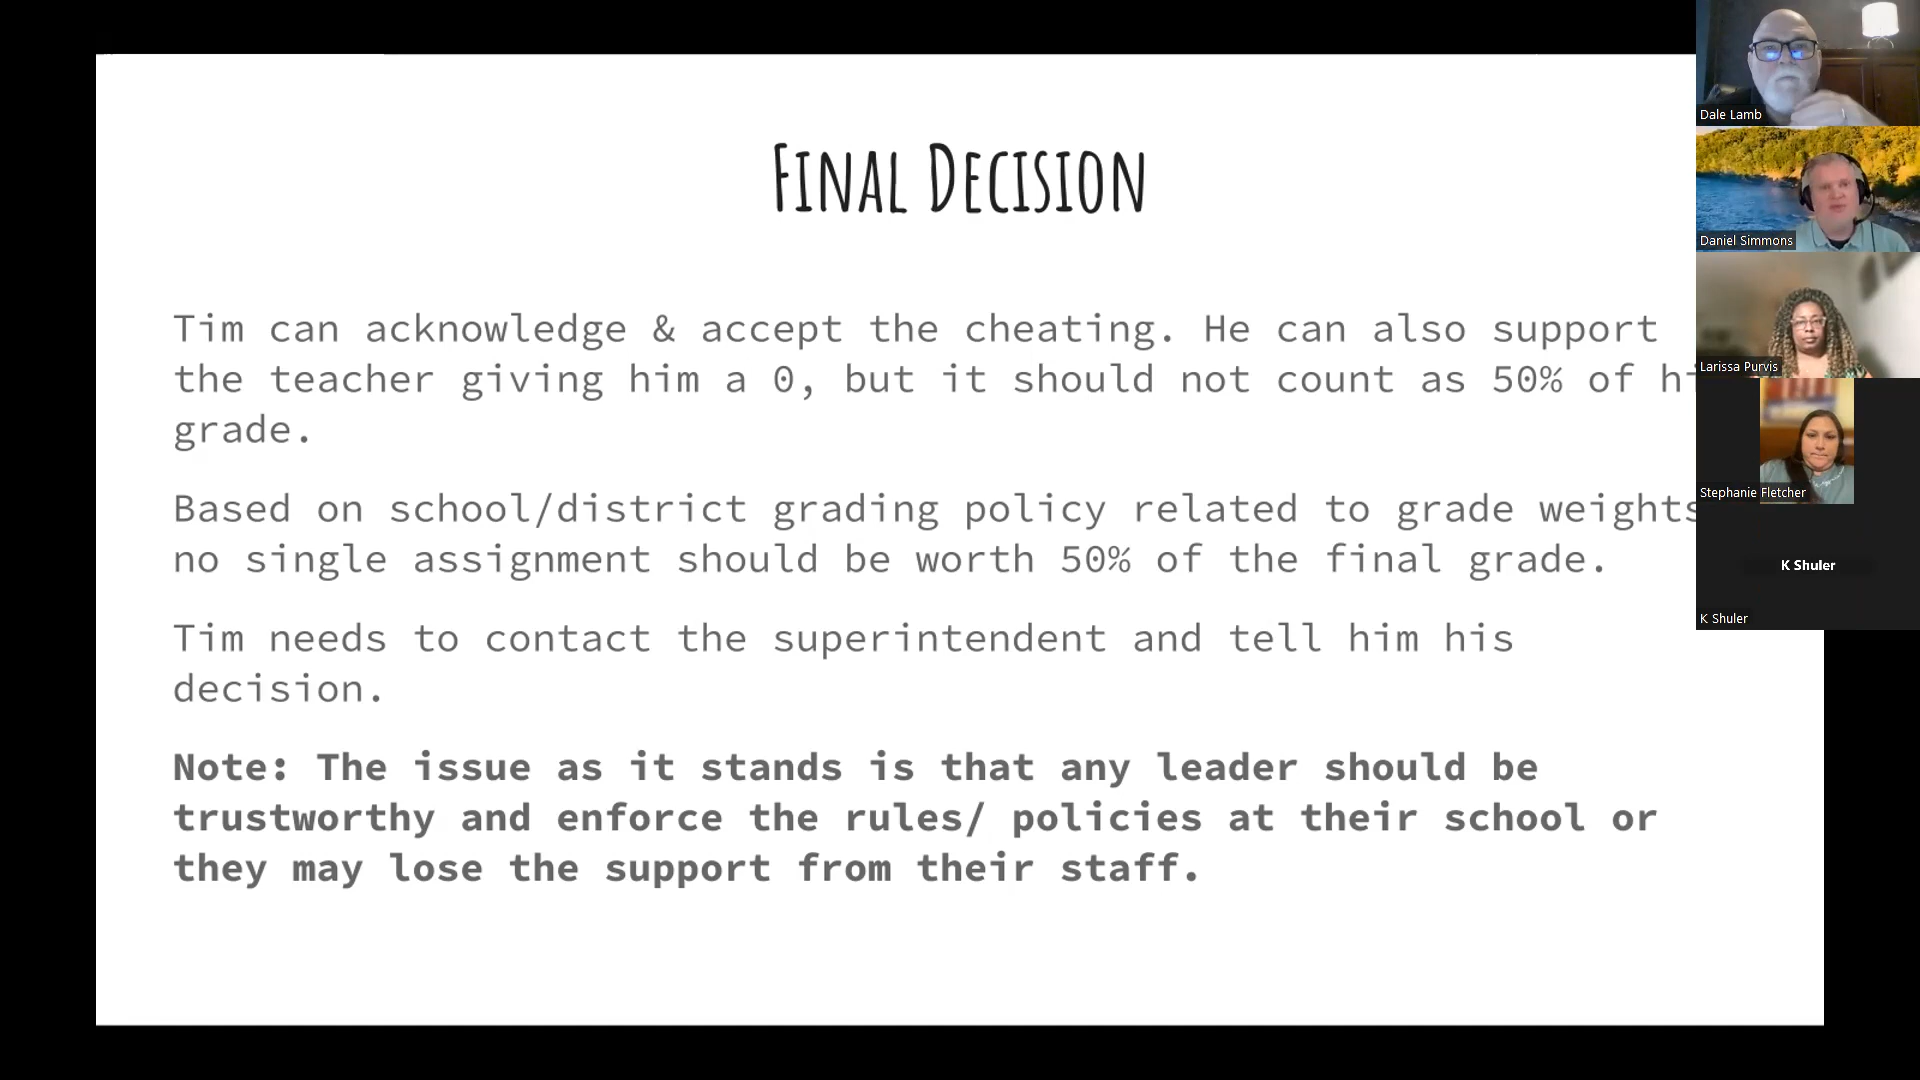 Final Decision
Tim can acknowledge & accept the cheating. He can also support
the teacher giving him a 0, but it should not count as 50% of
grade.
Based on school/district grading policy related to grade weights
no single assignment should be worth 50% of the final grade.
Tim needs to contact the superintendent and tell him his
decision.
Note: The issue as it stands is that any leader should be
trustworthy and enforce the rules/ policies at their school or
they may lose the support from their staff.
Dale Lamb
Daniel Simmons
Larissa Purvis
Stephanie Fletcher
K Shuler
K Shuler